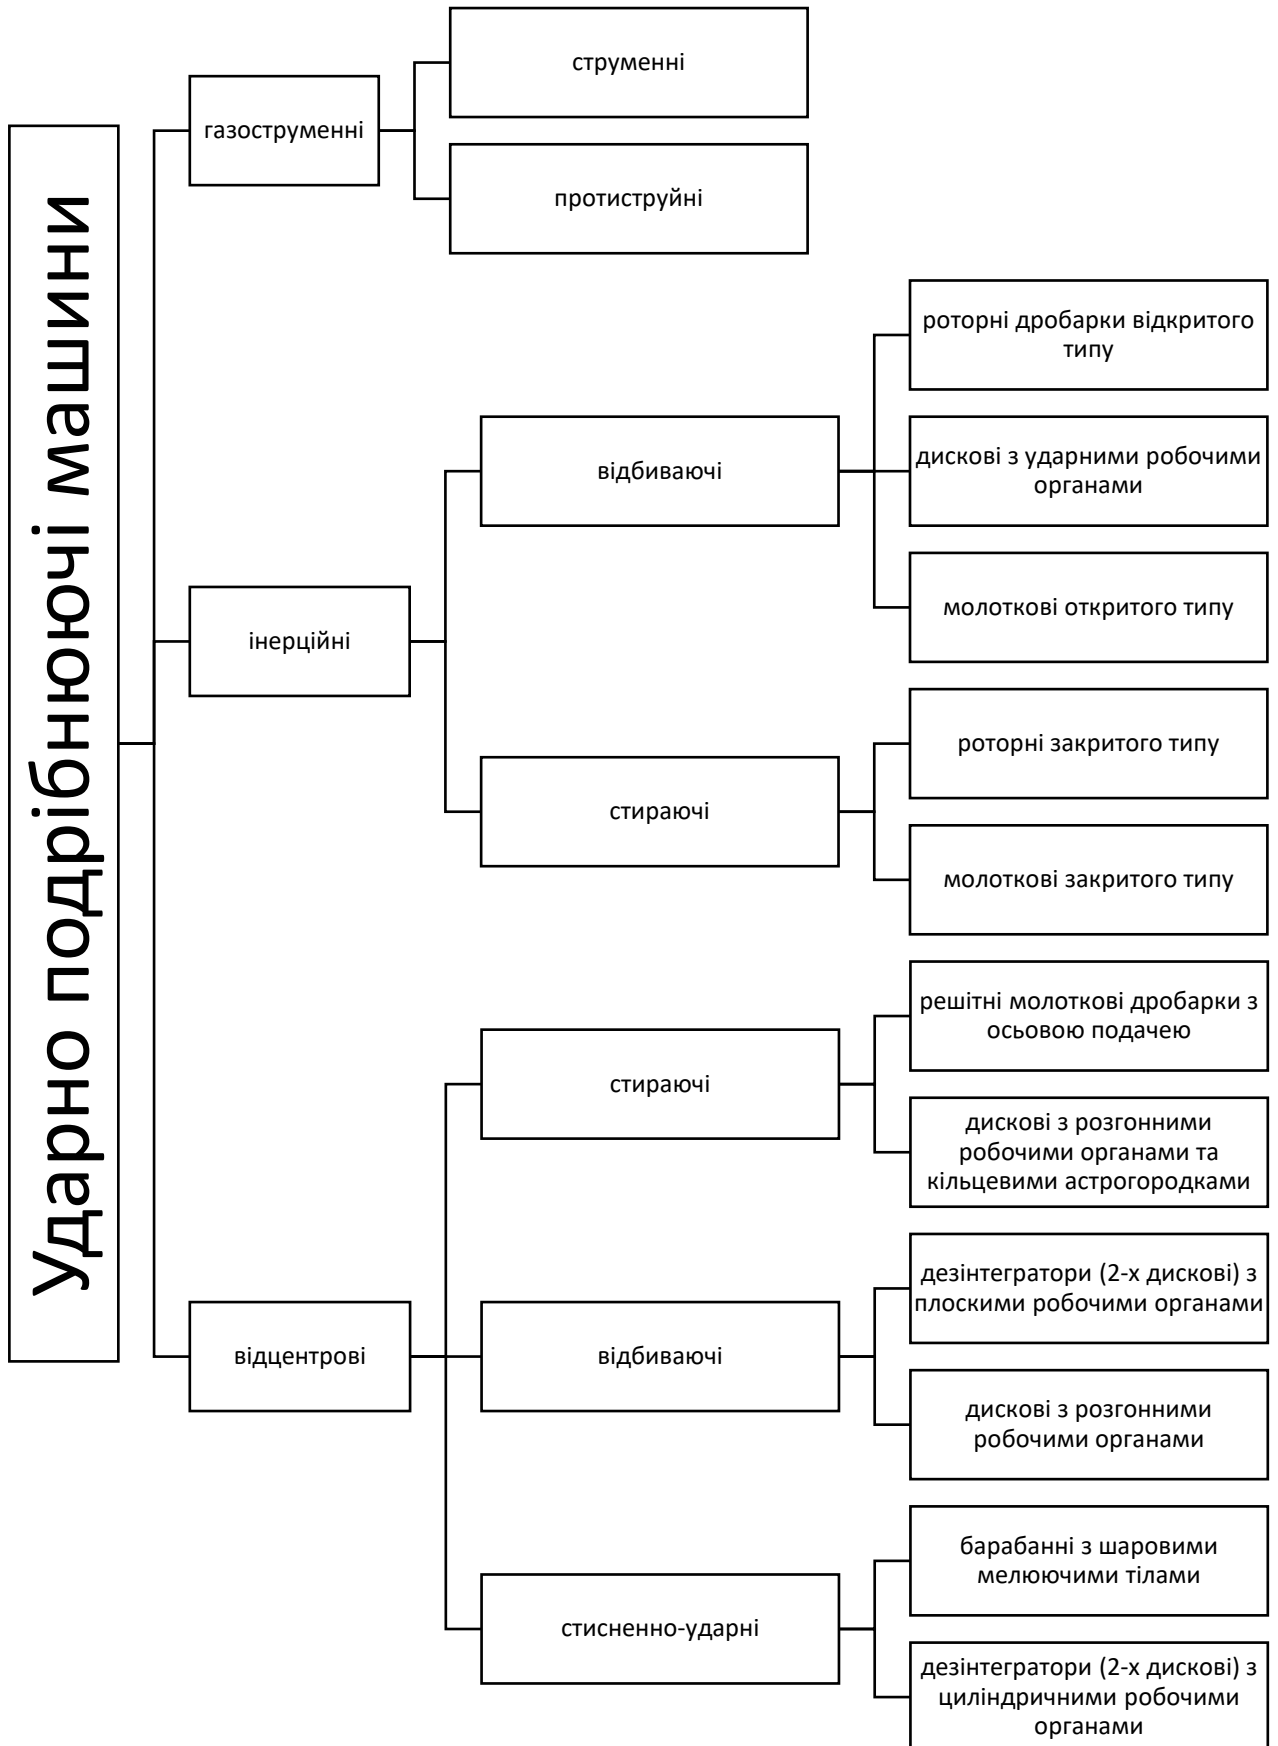 Ударно подрібнюючі машини
газоструменні
струменні
протиструйні
інерційні
відбиваючі
роторні дробарки відкритого
типу
дискові з ударними робочими
органами
молоткові откритого типу
стираючі
роторні закритого типу
молоткові закритого типу
відцентрові
стираючі
решітні молоткові дробарки з
осьовою подачею
дискові з розгонними
робочими органами та
кільцевими астрогородками
відбиваючі
дезінтегратори (2-х дискові) з
плоскими робочими органами
дискові з розгонними
робочими органами
стисненно-ударні
барабанні з шаровими
мелюючими тілами
дезінтегратори (2-х дискові) з
циліндричними робочими
органами